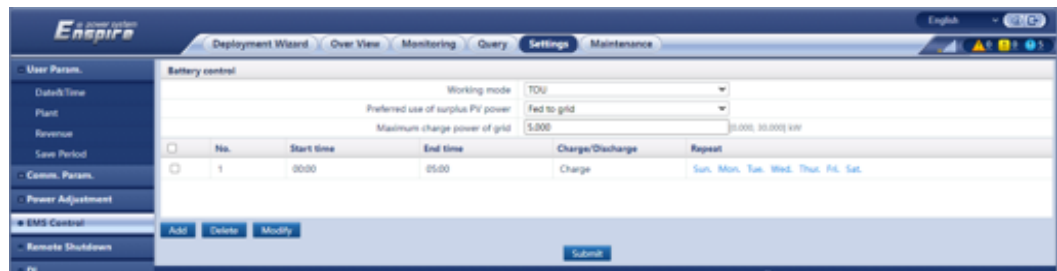 e power system
Enspire
English
Deployment Wizard Over View Monitoring Query Settings Maintenance
User Param.
Date&Time
Plant
Revenue
Save Period
Comm. Param.
Power Adjustment
EMS Control
Remote Shutdown
Battery control
Working mode TOU
Preferred use of surplus PV power Fed to grid
Maximum charge power of grid 5.000 [0.000, 30.000] kW
No. Start time End time Charge/Discharge Repeat
1 00:00 05:00 Charge Sun. Mon. Tue. Wed. Thur. Fri. Sat.
Add Delete Modify
Submit